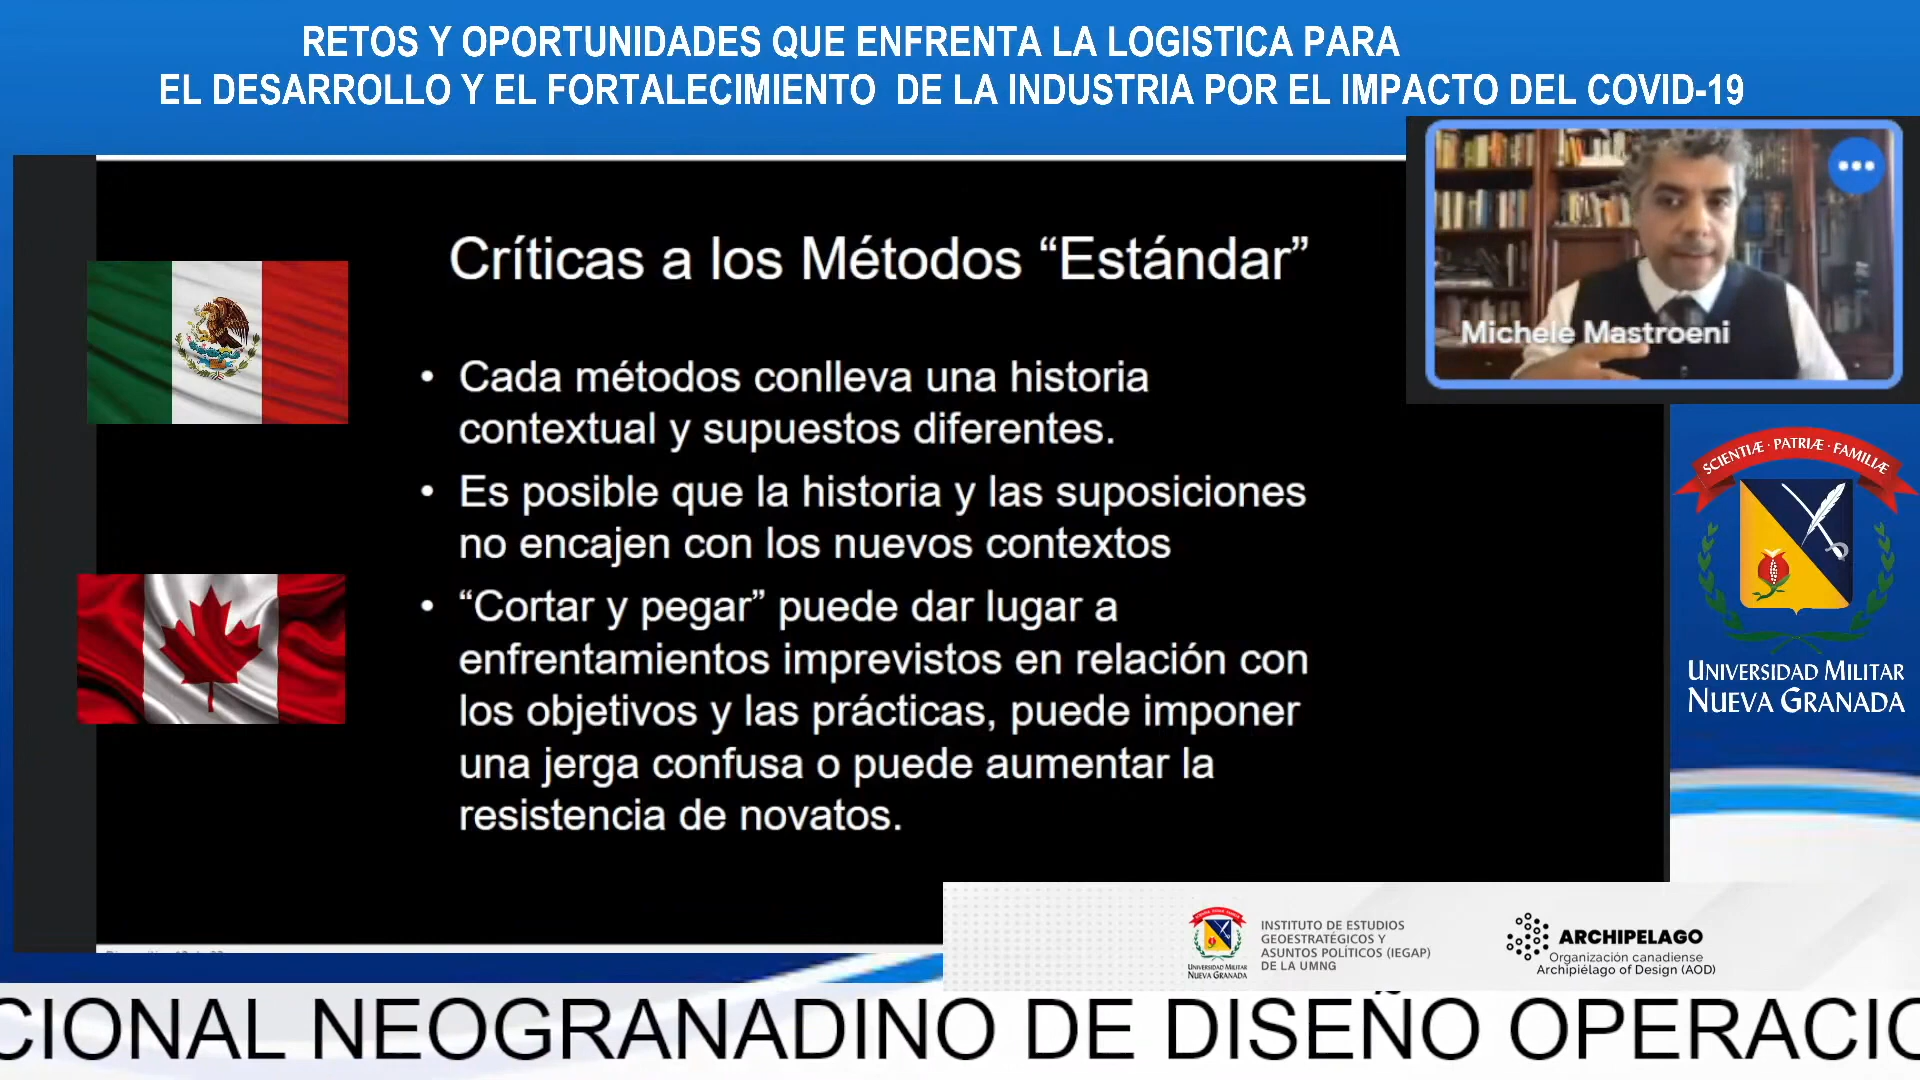 RETOS Y OPORTUNIDADES QUE ENFRENTA LA LOGISTICA PARA
EL DESARROLLO Y EL FORTALECIMIENTO DE LA INDUSTRIA POR EL IMPACTO DEL COVID-19
Críticas a los Métodos “Estándar”
• Cada métodos conlleva una historia
contextual y supuestos diferentes.
• Es posible que la historia y las suposiciones
no encajen con los nuevos contextos
• “Cortar y pegar” puede dar lugar a
enfrentamientos imprevistos en relación con
los objetivos y las prácticas, puede imponer
una jerga confusa o puede aumentar la
resistencia de novatos.
Michele Mastroeni
SCIENTIÆ · PATRIÆ · FAMILIÆ
UNIVERSIDAD MILITAR
NUEVA GRANADA
UNIVERSIDAD MILITAR
NUEVA GRANADA
INSTITUTO DE ESTUDIOS
GEOESTRATÉGICOS Y
ASUNTOS POLÍTICOS (IEGAP)
DE LA UMNG
ARCHIPELAGO
Organización canadiense
Archipiélago of Design (AOD)
CIONAL NEOGRANADINO DE DISEÑO OPERACIO